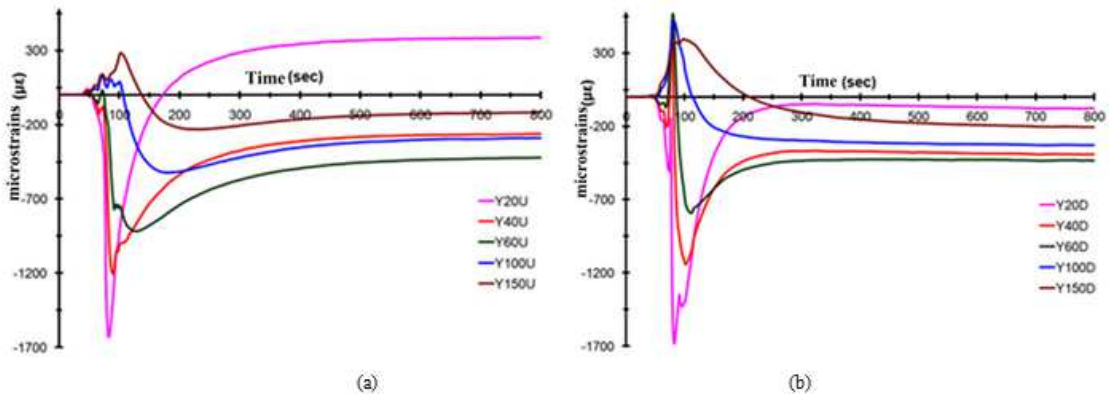 300
-200
-700
-1200
-1700
microstrains (µε)
Time (sec)
0 100 200 300 400 500 600 700 800
Y20U
Y40U
Y60U
Y100U
Y150U
(a)
300
-200
-700
-1200
-1700
microstrains(µε)
Time (sec)
0 100 200 300 400 500 600 700 800
Y20D
Y40D
Y60D
Y100D
Y150D
(b)